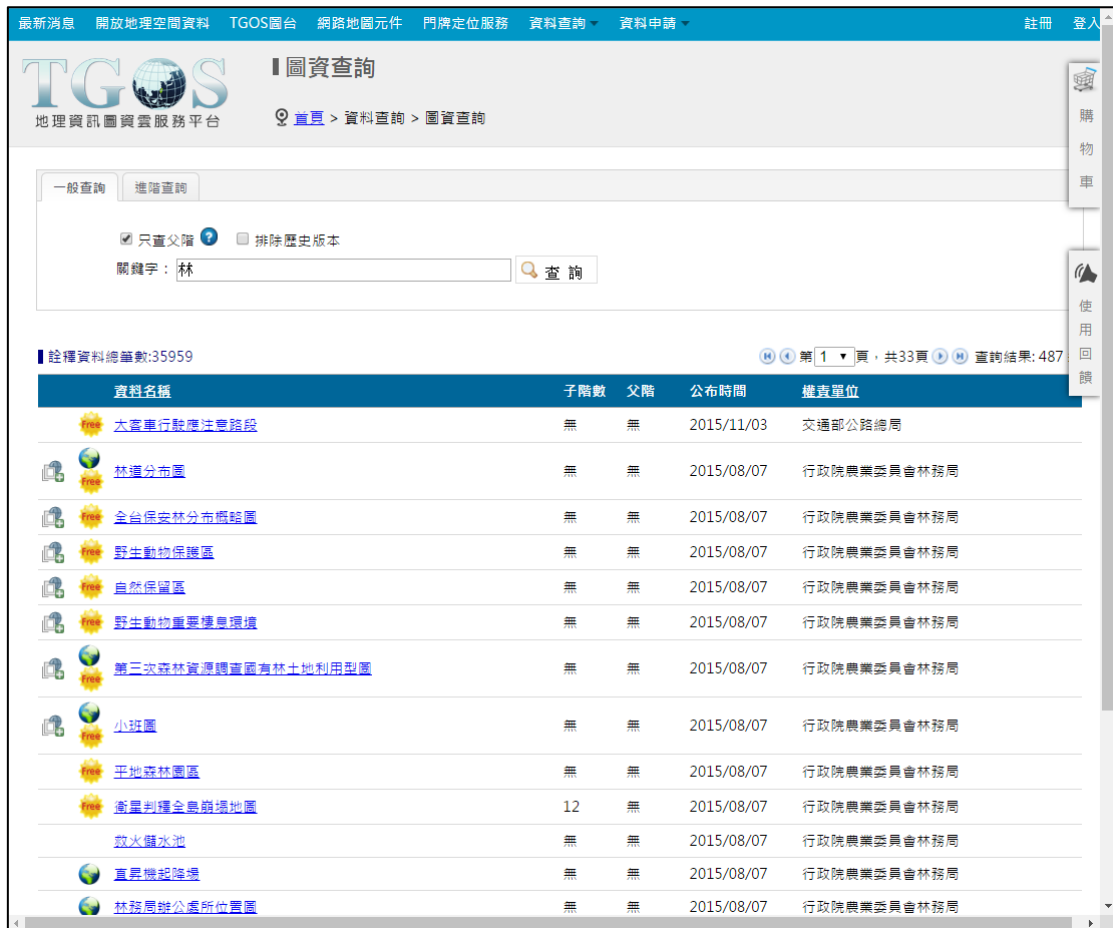 最新消息 開放地理空間資料 TGOS圖台 網路地圖元件 門牌定位服務 資料查詢 資料申請 註冊 登入
TGOS
地理資訊圖資雲服務平台
圖資查詢
首頁 > 資料查詢 > 圖資查詢
購物車
一般查詢 進階查詢
只查父階 ? 排除歷史版本
關鍵字： 林 查 詢
使用回饋
詮釋資料總筆數:35959 第 1 頁，共33頁 查詢結果: 487
資料名稱 子階數 父階 公布時間 權責單位
Free 大客車行駛應注意路段 無 無 2015/11/03 交通部公路總局
Free 林道分布圖 無 無 2015/08/07 行政院農業委員會林務局
Free 全台保安林分布概略圖 無 無 2015/08/07 行政院農業委員會林務局
Free 野生動物保護區 無 無 2015/08/07 行政院農業委員會林務局
Free 自然保留區 無 無 2015/08/07 行政院農業委員會林務局
Free 野生動物重要棲息環境 無 無 2015/08/07 行政院農業委員會林務局
Free 第三次森林資源調查國有林土地利用型圖 無 無 2015/08/07 行政院農業委員會林務局
Free 小班圖 無 無 2015/08/07 行政院農業委員會林務局
Free 平地森林園區 無 無 2015/08/07 行政院農業委員會林務局
Free 衛星判釋全島崩塌地圖 12 無 2015/08/07 行政院農業委員會林務局
救火儲水池 無 無 2015/08/07 行政院農業委員會林務局
直昇機起降場 無 無 2015/08/07 行政院農業委員會林務局
林務局辦公處所位置圖 無 無 2015/08/07 行政院農業委員會林務局